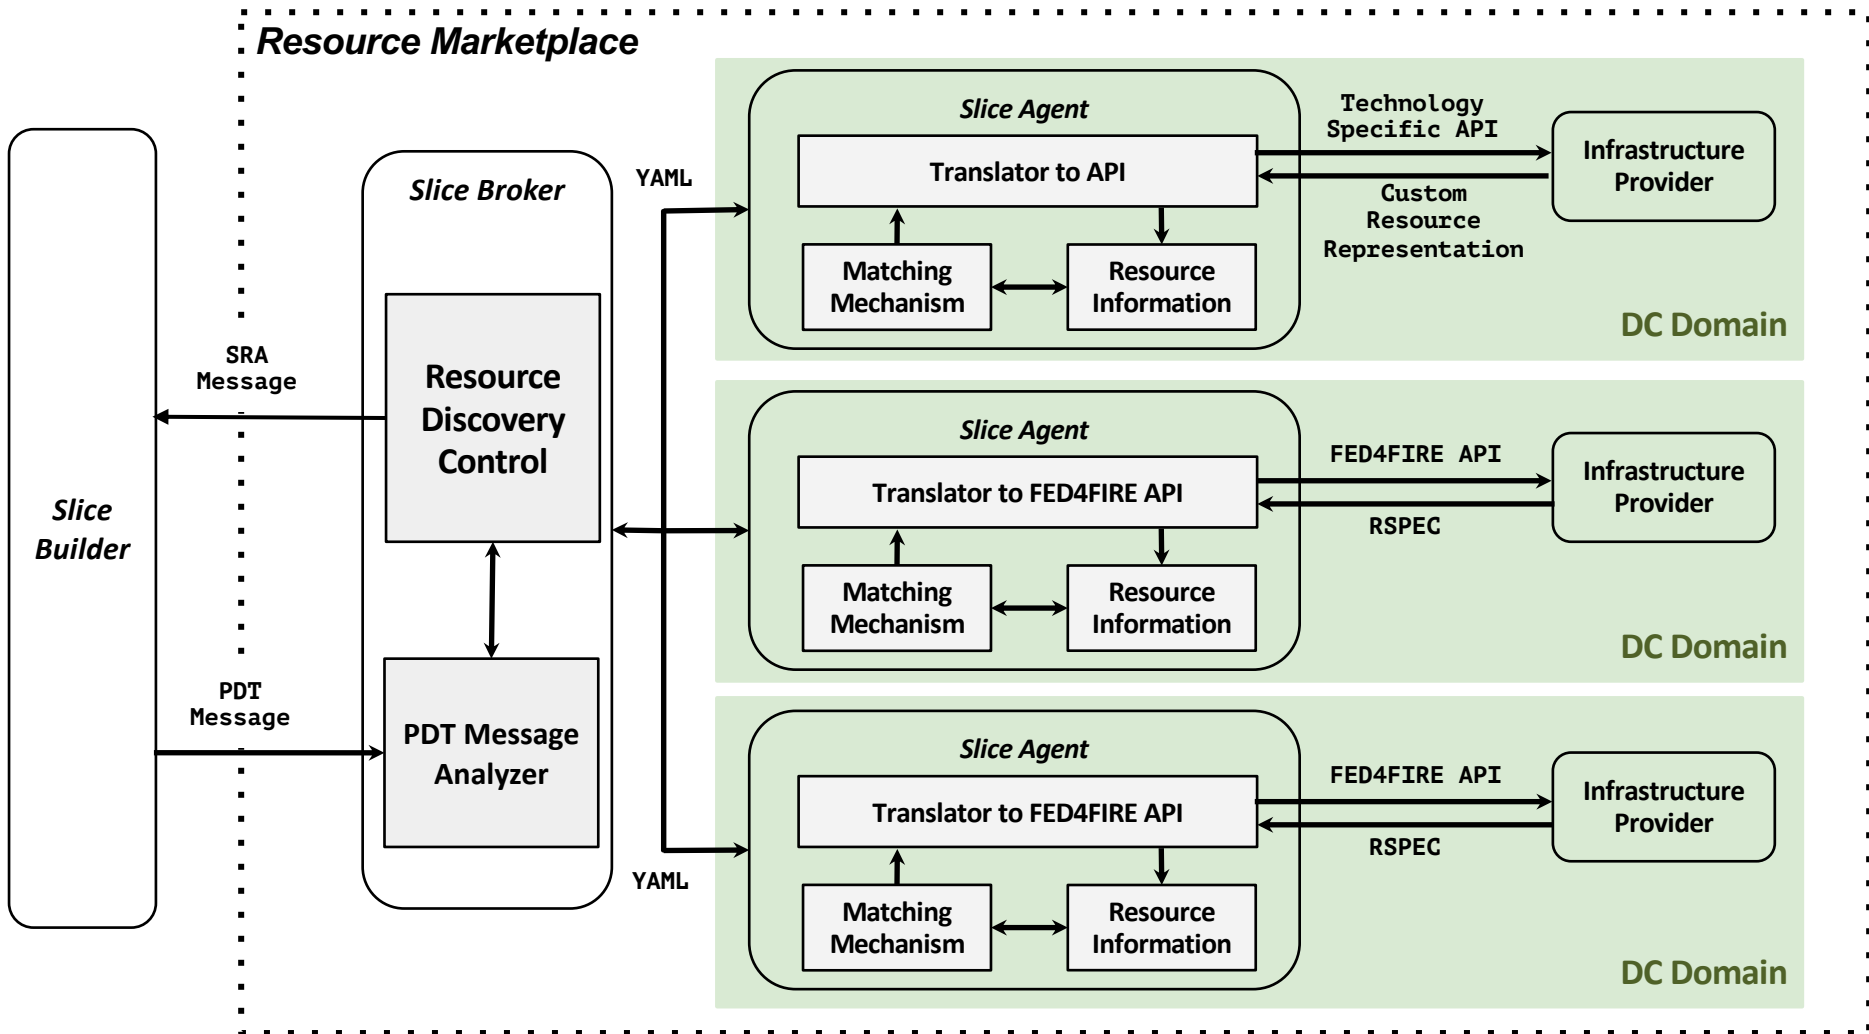 Resource Marketplace
Slice
Builder
SRA
Message
PDT
Message
Slice Broker
Resource
Discovery
Control
PDT Message
Analyzer
YAML
YAML
Slice Agent
Translator to API
Matching
Mechanism
Resource
Information
Technology
Specific API
Custom
Resource
Representation
Infrastructure
Provider
DC Domain
Slice Agent
Translator to FED4FIRE API
Matching
Mechanism
Resource
Information
FED4FIRE API
RSPEC
Infrastructure
Provider
DC Domain
Slice Agent
Translator to FED4FIRE API
Matching
Mechanism
Resource
Information
FED4FIRE API
RSPEC
Infrastructure
Provider
DC Domain